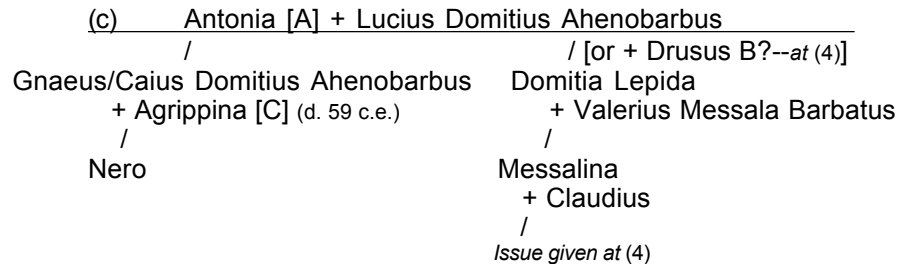 (c) Antonia [A] + Lucius Domitius Ahenobarbus
/ / [or + Drusus B?--at (4)]
Gnaeus/Caius Domitius Ahenobarbus Domitia Lepida
+ Agrippina [C] (d. 59 c.e.) + Valerius Messala Barbatus
/ /
Nero Messalina
+ Claudius
/
Issue given at (4)